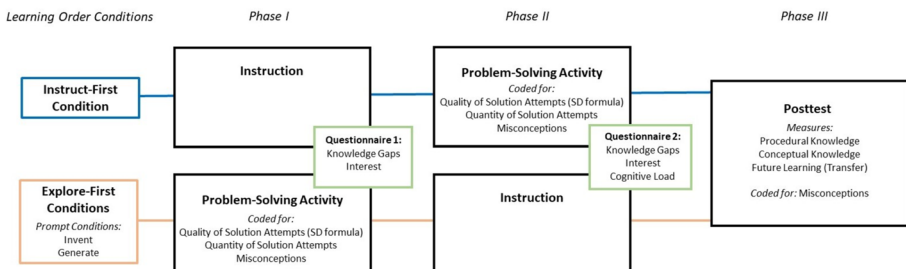 Learning Order Conditions
Phase I
Phase II
Phase III
Instruct-First
Condition
Instruction
Problem-Solving Activity
Coded for:
Quality of Solution Attempts (SD formula)
Quantity of Solution Attempts
Misconceptions
Questionnaire 1:
Knowledge Gaps
Interest
Questionnaire 2:
Knowledge Gaps
Interest
Cognitive Load
Posttest
Measures:
Procedural Knowledge
Conceptual Knowledge
Future Learning (Transfer)
Coded for: Misconceptions
Explore-First
Conditions
Prompt Conditions:
Invent
Generate
Problem-Solving Activity
Coded for:
Quality of Solution Attempts (SD formula)
Quantity of Solution Attempts
Misconceptions
Instruction